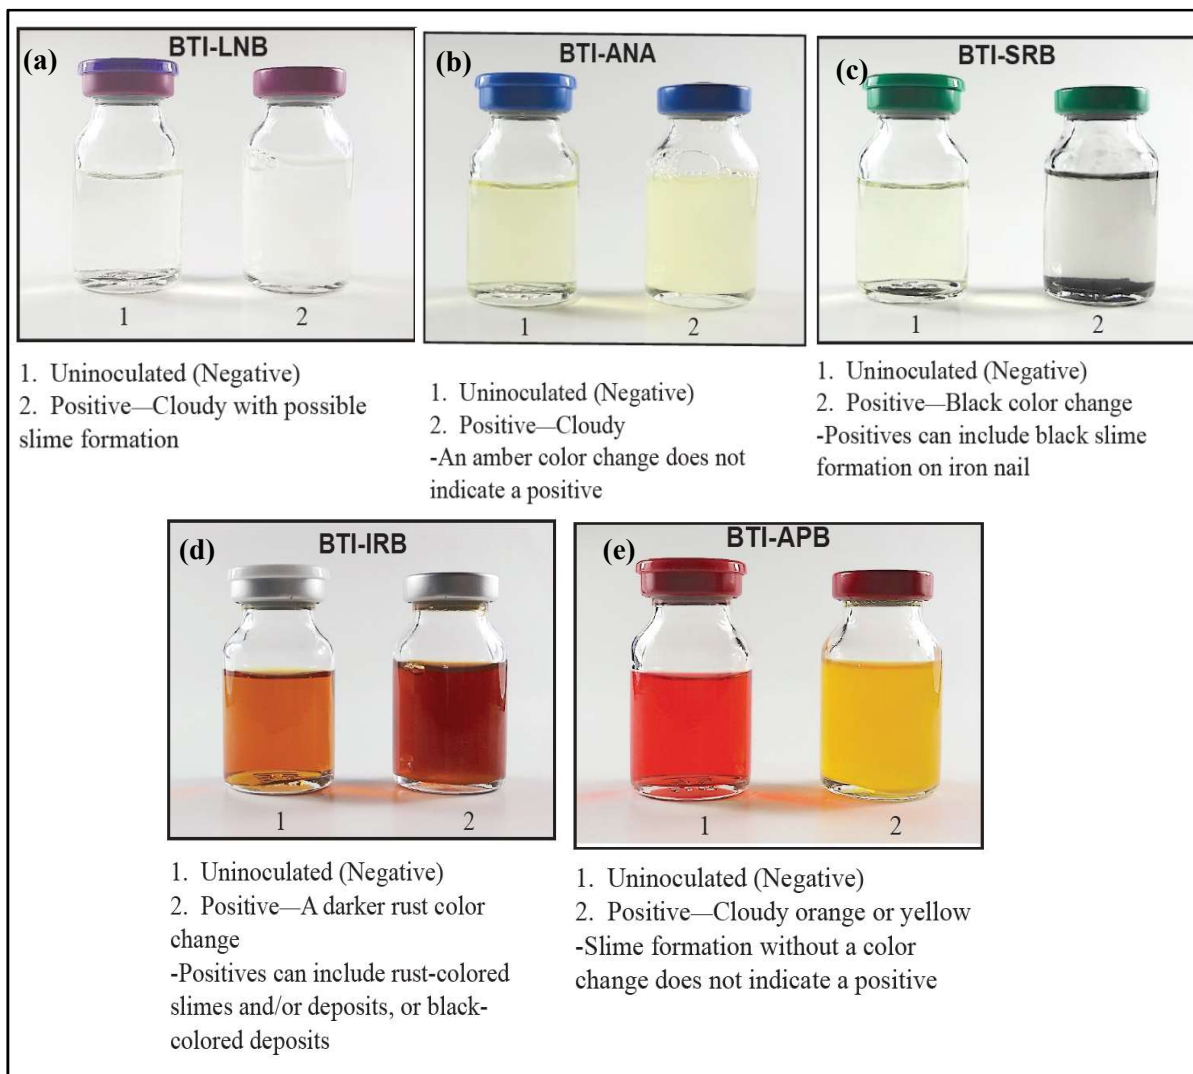 (a) BTI-LNB
1 2
1. Uninoculated (Negative)
2. Positive—Cloudy with possible
slime formation
(b) BTI-ANA
1 2
1. Uninoculated (Negative)
2. Positive—Cloudy
-An amber color change does not
indicate a positive
(c) BTI-SRB
1 2
1. Uninoculated (Negative)
2. Positive—Black color change
-Positives can include black slime
formation on iron nail
(d) BTI-IRB
1 2
1. Uninoculated (Negative)
2. Positive—A darker rust color
change
-Positives can include rust-colored
slimes and/or deposits, or black-
colored deposits
(e) BTI-APB
1 2
1. Uninoculated (Negative)
2. Positive—Cloudy orange or yellow
-Slime formation without a color
change does not indicate a positive